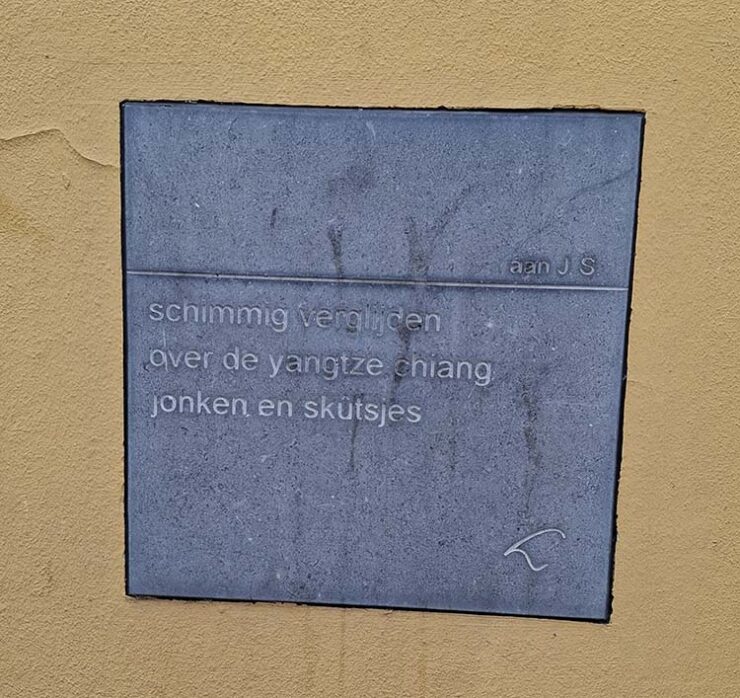 aan J S
schimmig verglijden
over de yangtze chiang
jonken en skûtsjes